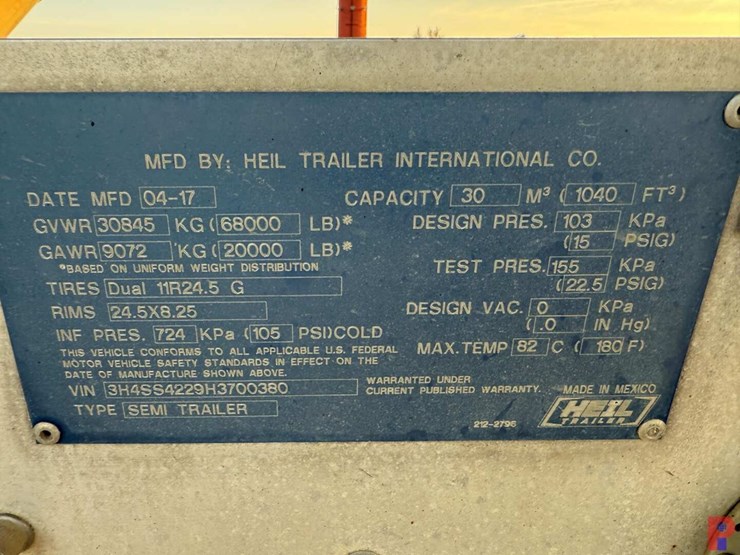 MFD BY: HEIL TRAILER INTERNATIONAL CO.
DATE MFD 04-17
CAPACITY 30 M³ (1040 FT³)
GVWR 30845 KG (68000 LB)*
DESIGN PRES. 103 KPa
(15 PSIG)
GAWR 9072 KG (20000 LB)*
*BASED ON UNIFORM WEIGHT DISTRIBUTION
TEST PRES. 155 KPa
(22.5 PSIG)
TIRES Dual 11R24.5 G
RIMS 24.5X8.25
DESIGN VAC. 0 KPa
(.0 IN Hg)
INF PRES. 724 KPa (105 PSI)COLD
MAX.TEMP 82 C (180 F)
THIS VEHICLE CONFORMS TO ALL APPLICABLE U.S. FEDERAL
MOTOR VEHICLE SAFETY STANDARDS IN EFFECT ON THE
DATE OF MANUFACTURE SHOWN ABOVE.
VIN 3H4SS4229H3700380
WARRANTED UNDER
CURRENT PUBLISHED WARRANTY.
MADE IN MEXICO
TYPE SEMI TRAILER
HEIL
TRAILER
212-2796